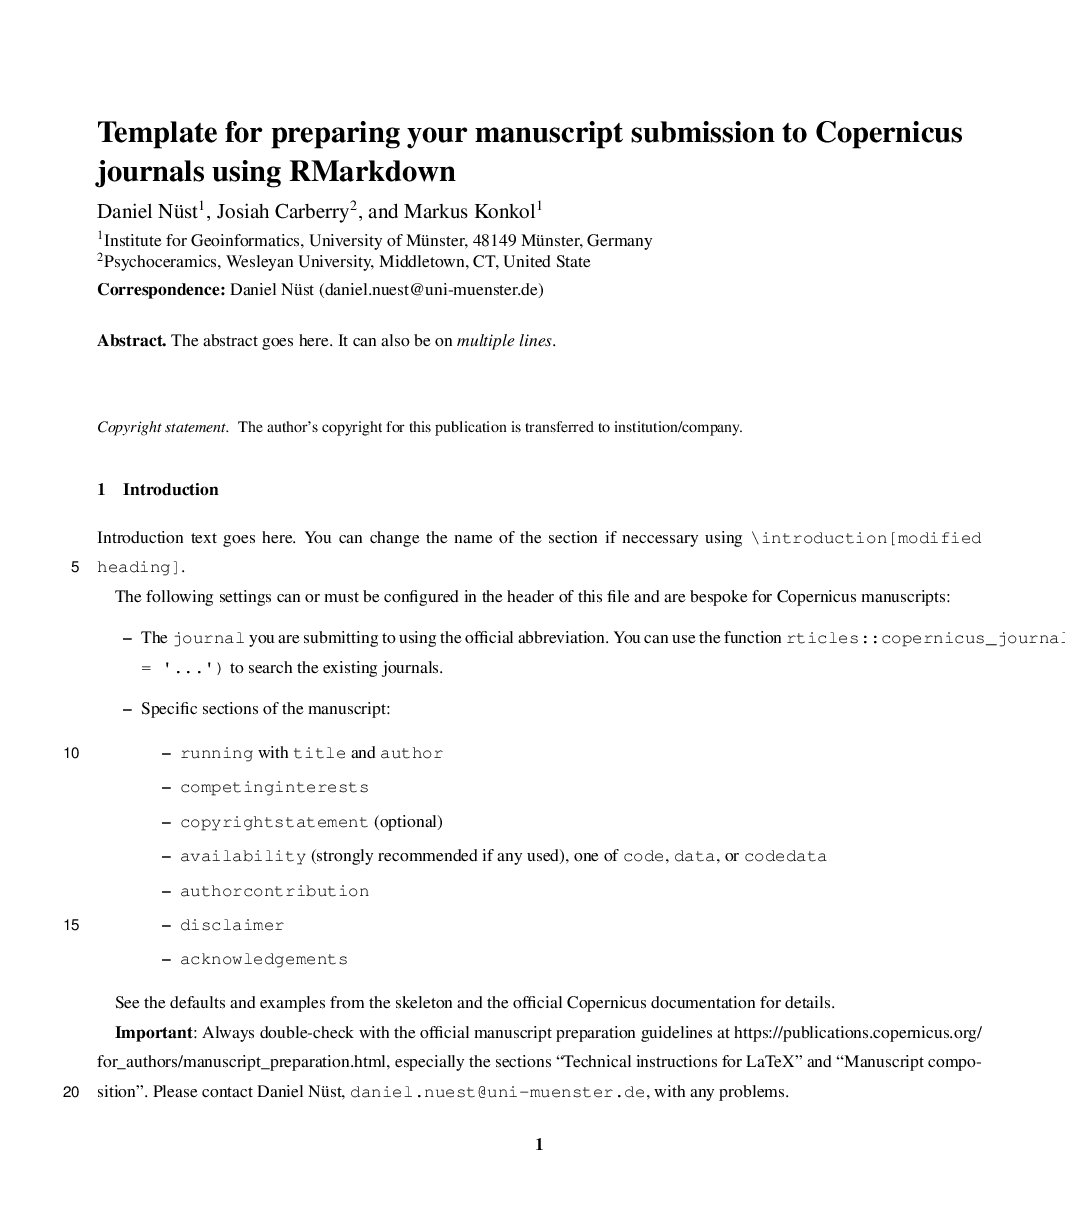 Template for preparing your manuscript submission to Copernicus
journals using RMarkdown
Daniel Nüst1, Josiah Carberry2, and Markus Konkol1
1Institute for Geoinformatics, University of Münster, 48149 Münster, Germany
2Psychoceramics, Wesleyan University, Middletown, CT, United State
Correspondence: Daniel Nüst (daniel.nuest@uni-muenster.de)
Abstract. The abstract goes here. It can also be on multiple lines.
Copyright statement. The author's copyright for this publication is transferred to institution/company.
1 Introduction
Introduction text goes here. You can change the name of the section if neccessary using \introduction[modified
5 heading].
The following settings can or must be configured in the header of this file and are bespoke for Copernicus manuscripts:
– The journal you are submitting to using the official abbreviation. You can use the function rticles::copernicus_journal
= '...') to search the existing journals.
– Specific sections of the manuscript:
10 – running with title and author
– competinginterests
– copyrightstatement (optional)
– availability (strongly recommended if any used), one of code, data, or codedata
– authorcontribution
15 – disclaimer
– acknowledgements
See the defaults and examples from the skeleton and the official Copernicus documentation for details.
Important: Always double-check with the official manuscript preparation guidelines at https://publications.copernicus.org/
for_authors/manuscript_preparation.html, especially the sections “Technical instructions for LaTeX” and “Manuscript compo-
20 sition”. Please contact Daniel Nüst, daniel.nuest@uni-muenster.de, with any problems.
1